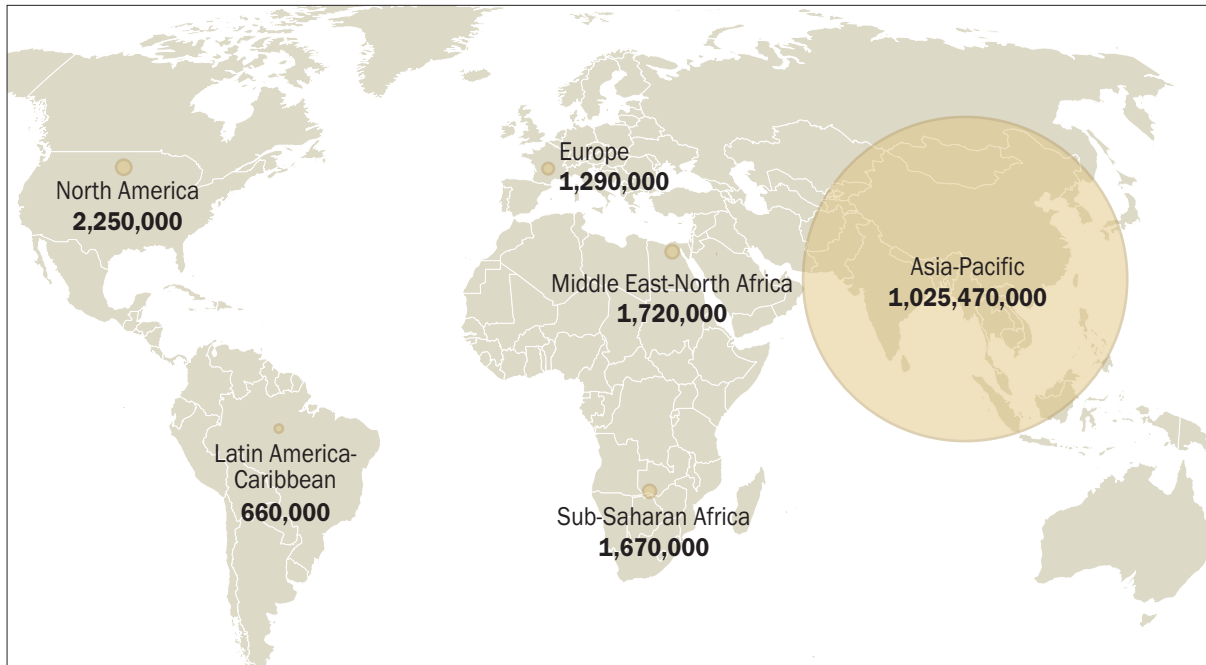 North America
2,250,000
Europe
1,290,000
Middle East-North Africa
1,720,000
Asia-Pacific
1,025,470,000
Latin America-
Caribbean
660,000
Sub-Saharan Africa
1,670,000